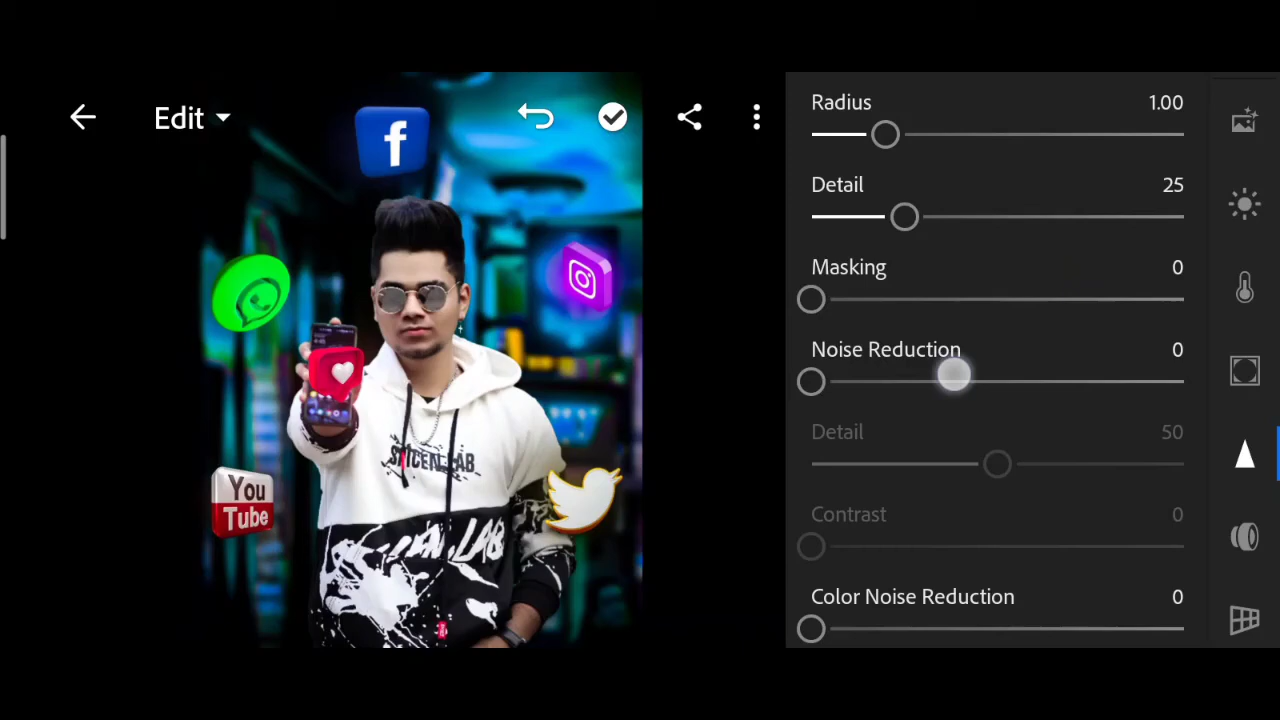 Edit
Radius 1.00
Detail 25
Masking 0
Noise Reduction 0
Detail 50
Contrast 0
Color Noise Reduction 0
f
You
Tube